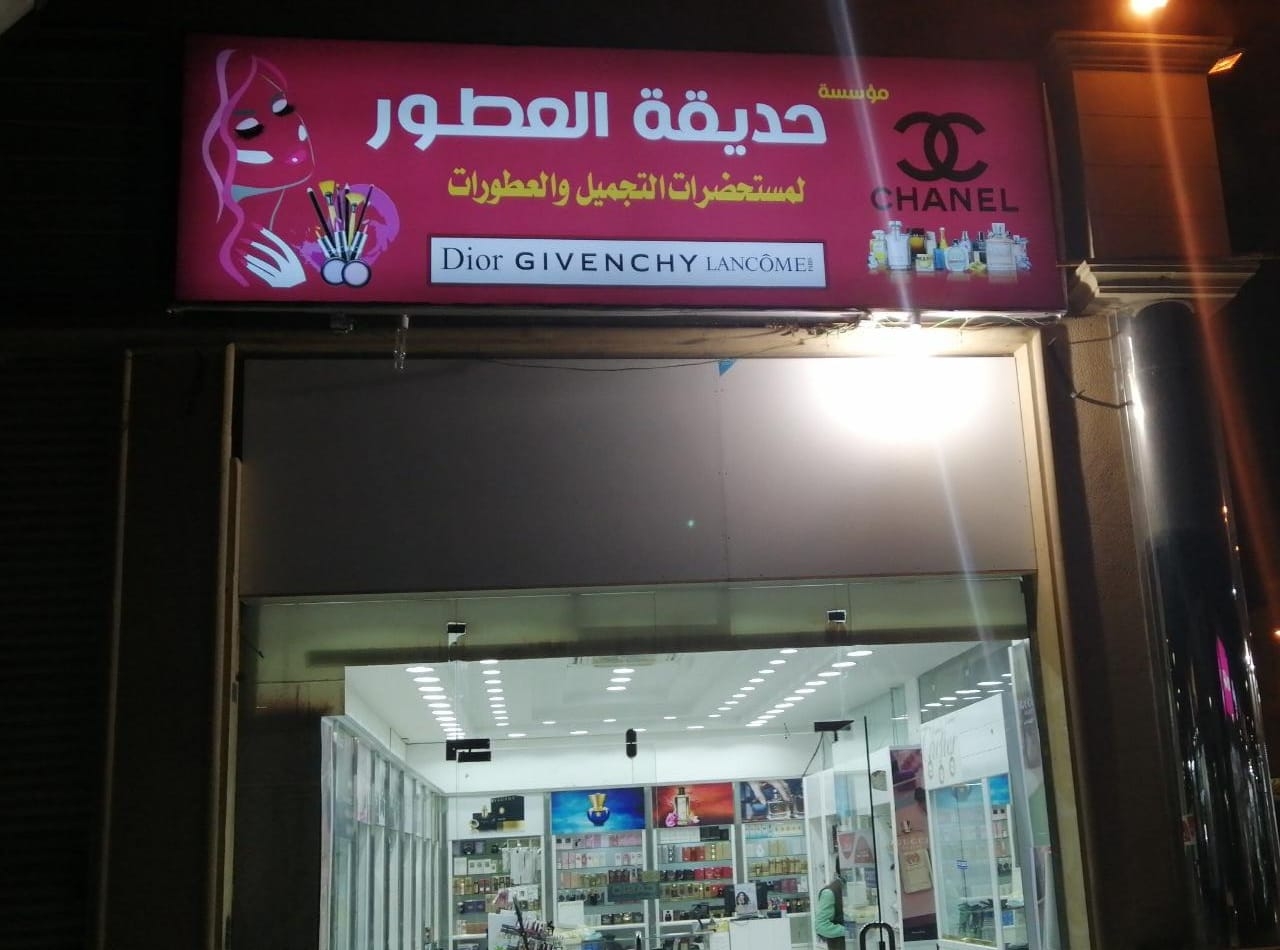 مؤسسة
حديقة العطور
لمستحضرات التجميل والعطورات
CHANEL
Dior GIVENCHY LANCÔME